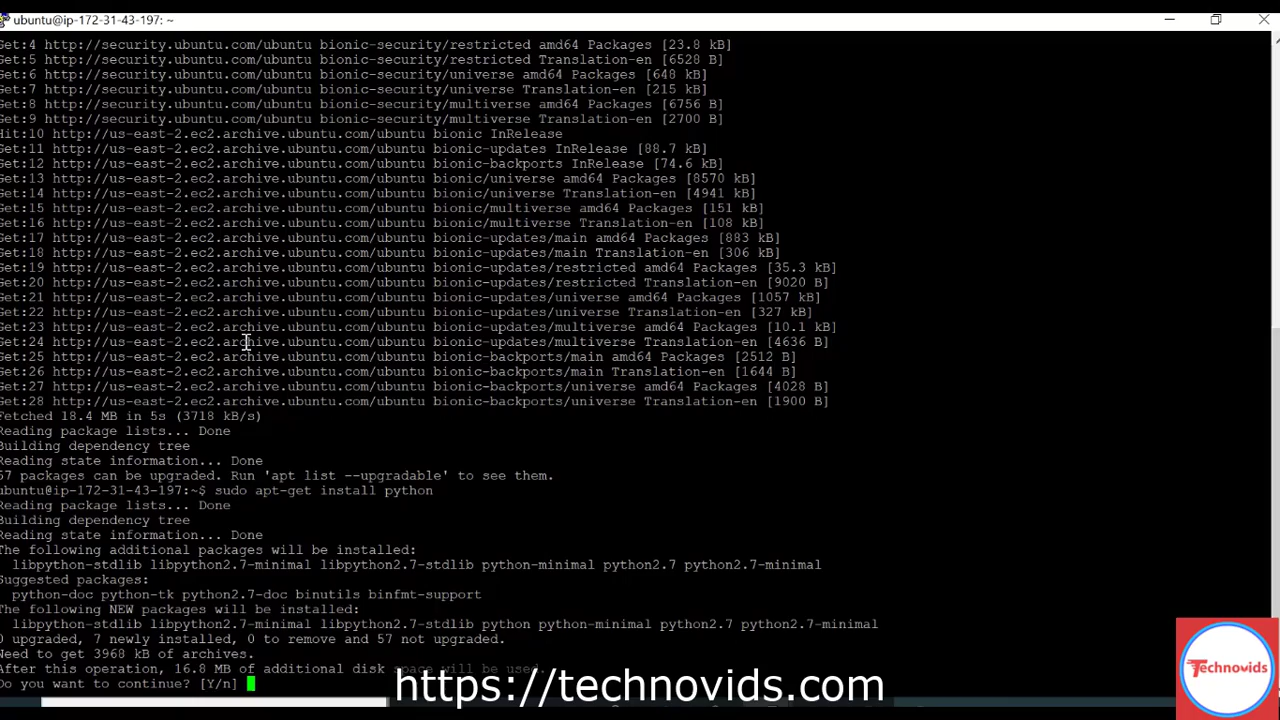 ubuntu@ip-172-31-43-197: ~
Get:4 http://security.ubuntu.com/ubuntu bionic-security/restricted amd64 Packages [23.8 kB]
Get:5 http://security.ubuntu.com/ubuntu bionic-security/restricted Translation-en [6528 B]
Get:6 http://security.ubuntu.com/ubuntu bionic-security/universe amd64 Packages [648 kB]
Get:7 http://security.ubuntu.com/ubuntu bionic-security/universe Translation-en [215 kB]
Get:8 http://security.ubuntu.com/ubuntu bionic-security/multiverse amd64 Packages [6756 B]
Get:9 http://security.ubuntu.com/ubuntu bionic-security/multiverse Translation-en [2700 B]
Hit:10 http://us-east-2.ec2.archive.ubuntu.com/ubuntu bionic InRelease
Get:11 http://us-east-2.ec2.archive.ubuntu.com/ubuntu bionic-updates InRelease [88.7 kB]
Get:12 http://us-east-2.ec2.archive.ubuntu.com/ubuntu bionic-backports InRelease [74.6 kB]
Get:13 http://us-east-2.ec2.archive.ubuntu.com/ubuntu bionic/universe amd64 Packages [8570 kB]
Get:14 http://us-east-2.ec2.archive.ubuntu.com/ubuntu bionic/universe Translation-en [4941 kB]
Get:15 http://us-east-2.ec2.archive.ubuntu.com/ubuntu bionic/multiverse amd64 Packages [151 kB]
Get:16 http://us-east-2.ec2.archive.ubuntu.com/ubuntu bionic/multiverse Translation-en [108 kB]
Get:17 http://us-east-2.ec2.archive.ubuntu.com/ubuntu bionic-updates/main amd64 Packages [883 kB]
Get:18 http://us-east-2.ec2.archive.ubuntu.com/ubuntu bionic-updates/main Translation-en [306 kB]
Get:19 http://us-east-2.ec2.archive.ubuntu.com/ubuntu bionic-updates/restricted amd64 Packages [35.3 kB]
Get:20 http://us-east-2.ec2.archive.ubuntu.com/ubuntu bionic-updates/restricted Translation-en [9020 B]
Get:21 http://us-east-2.ec2.archive.ubuntu.com/ubuntu bionic-updates/universe amd64 Packages [1057 kB]
Get:22 http://us-east-2.ec2.archive.ubuntu.com/ubuntu bionic-updates/universe Translation-en [327 kB]
Get:23 http://us-east-2.ec2.archive.ubuntu.com/ubuntu bionic-updates/multiverse amd64 Packages [10.1 kB]
Get:24 http://us-east-2.ec2.archive.ubuntu.com/ubuntu bionic-updates/multiverse Translation-en [4636 B]
Get:25 http://us-east-2.ec2.archive.ubuntu.com/ubuntu bionic-backports/main amd64 Packages [2512 B]
Get:26 http://us-east-2.ec2.archive.ubuntu.com/ubuntu bionic-backports/main Translation-en [1644 B]
Get:27 http://us-east-2.ec2.archive.ubuntu.com/ubuntu bionic-backports/universe amd64 Packages [4028 B]
Get:28 http://us-east-2.ec2.archive.ubuntu.com/ubuntu bionic-backports/universe Translation-en [1900 B]
Fetched 18.4 MB in 5s (3718 kB/s)
Reading package lists... Done
Building dependency tree
Reading state information... Done
57 packages can be upgraded. Run 'apt list --upgradable' to see them.
ubuntu@ip-172-31-43-197:~$ sudo apt-get install python
Reading package lists... Done
Building dependency tree
Reading state information... Done
The following additional packages will be installed:
libpython-stdlib libpython2.7-minimal libpython2.7-stdlib python-minimal python2.7 python2.7-minimal
Suggested packages:
python-doc python-tk python2.7-doc binutils binfmt-support
The following NEW packages will be installed:
libpython-stdlib libpython2.7-minimal libpython2.7-stdlib python python-minimal python2.7 python2.7-minimal
0 upgraded, 7 newly installed, 0 to remove and 57 not upgraded.
Need to get 3968 kB of archives.
After this operation, 16.8 MB of additional disk space will be used.
Do you want to continue? [Y/n]
https://technovids.com
Technovids